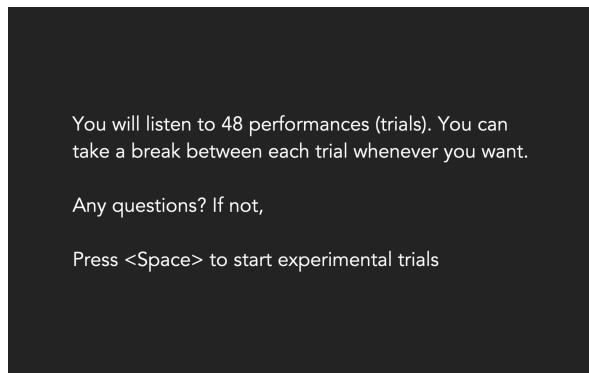 You will listen to 48 performances (trials). You can
take a break between each trial whenever you want.
Any questions? If not,
Press <Space> to start experimental trials